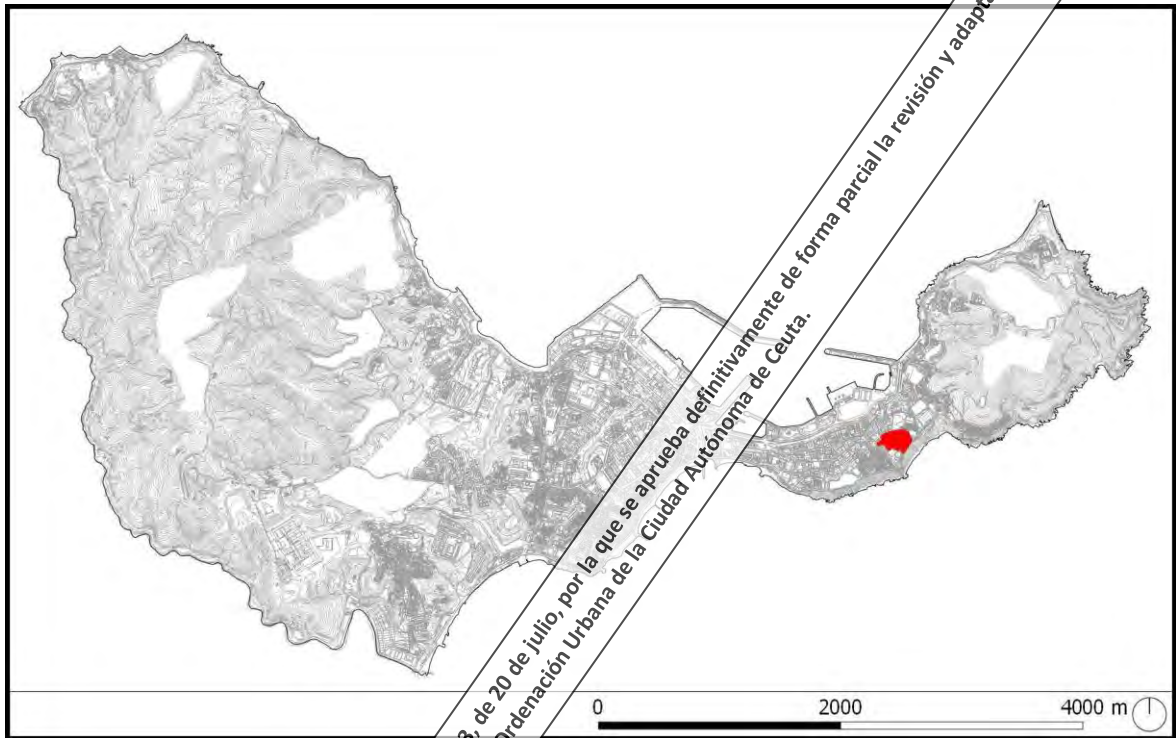 3, de 20 de julio, por la que se aprueba definitivamente de forma parcial la revisión y adapta
Ordenación Urbana de la Ciudad Autónoma de Ceuta.
0 2000 4000 m